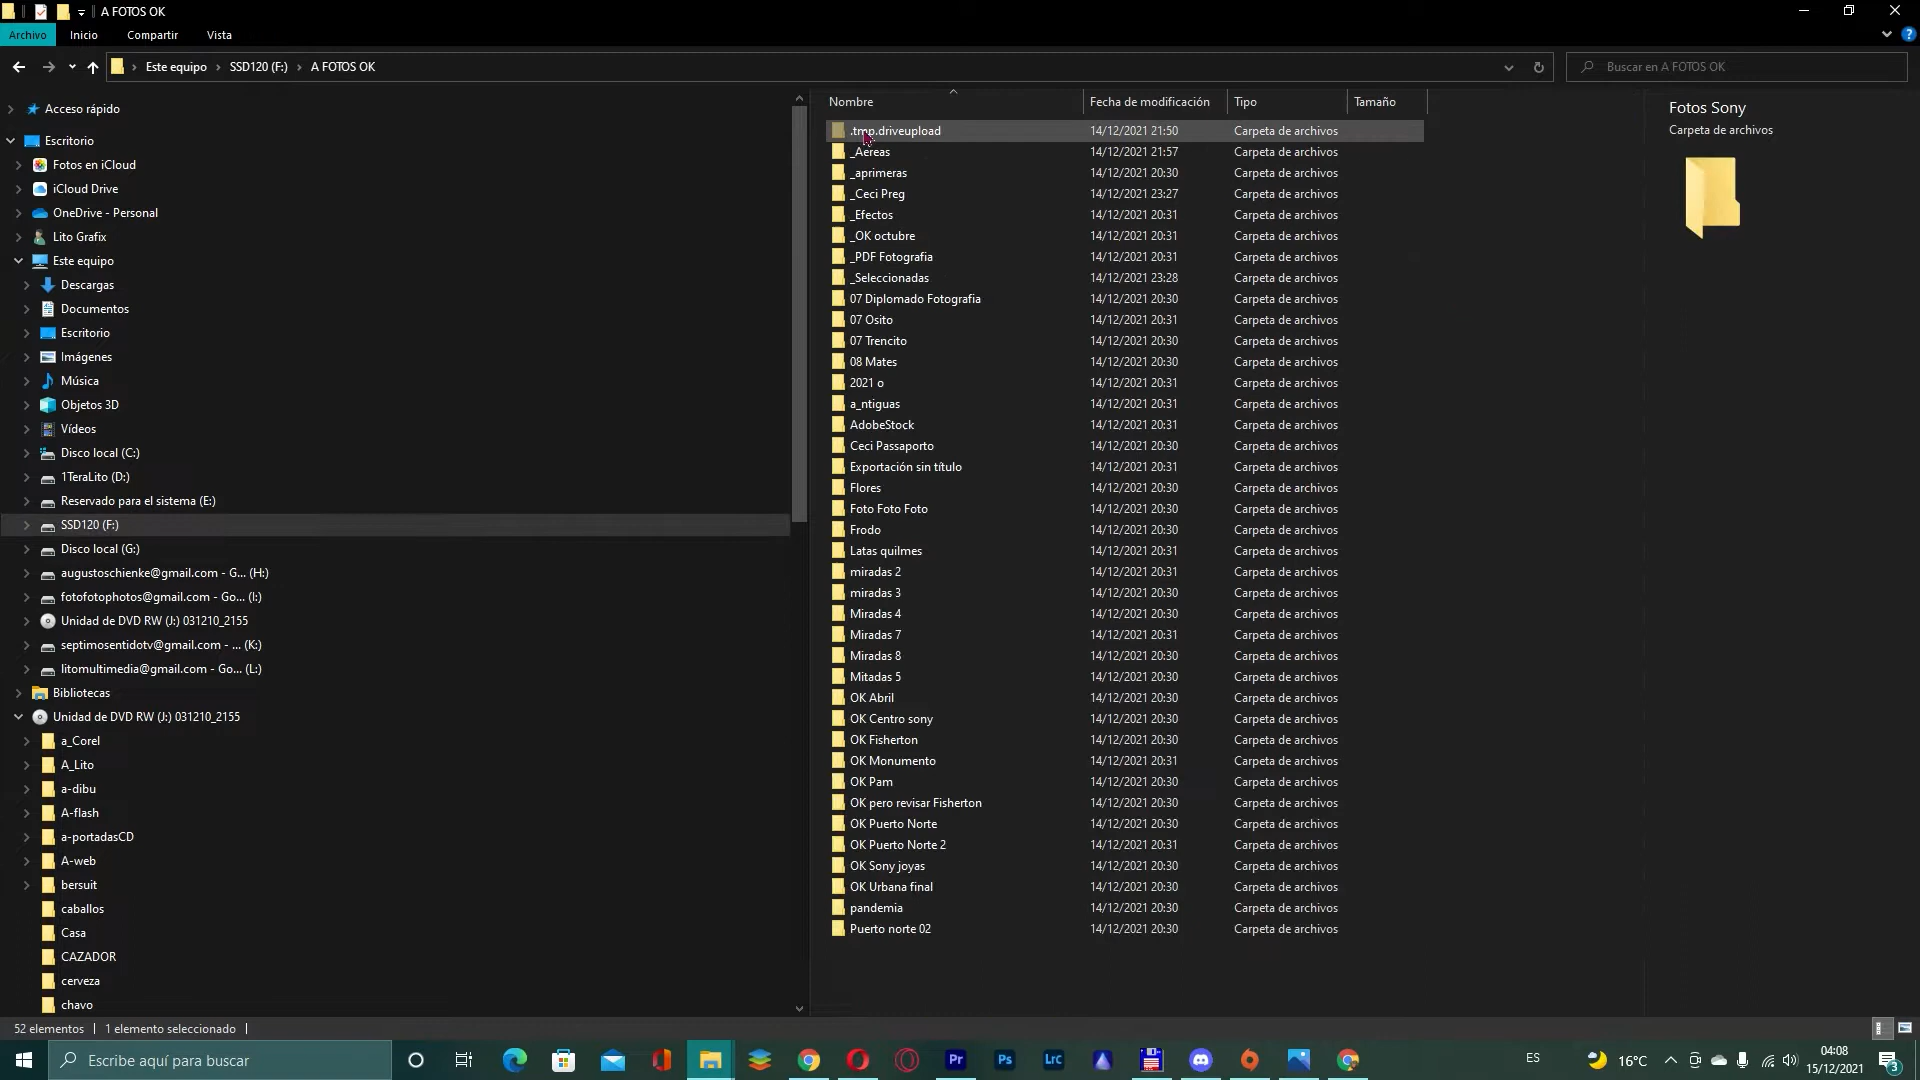 A FOTOS OK
Archivo Inicio Compartir Vista
Este equipo SSD120 (F:) A FOTOS OK
Buscar en A FOTOS OK
Acceso rápido
Escritorio
Fotos en iCloud
iCloud Drive
OneDrive - Personal
Lito Grafix
Este equipo
Descargas
Documentos
Escritorio
Imágenes
Música
Objetos 3D
Vídeos
Disco local (C:)
1TeraLito (D:)
Reservado para el sistema (E:)
SSD120 (F:)
Disco local (G:)
augustoschienke@gmail.com - G... (H:)
fotofotophotos@gmail.com - Go... (I:)
Unidad de DVD RW (J:) 031210_2155
septimosentidotv@gmail.com - ... (K:)
litomultimedia@gmail.com - Go... (L:)
Bibliotecas
Unidad de DVD RW (J:) 031210_2155
a_Corel
A_Lito
a-dibu
A-flash
a-portadasCD
A-web
bersuit
caballos
Casa
CAZADOR
cerveza
chavo
Nombre Fecha de modificación Tipo Tamaño
.tmp.driveupload 14/12/2021 21:50 Carpeta de archivos
_Aereas 14/12/2021 21:57 Carpeta de archivos
_aprimeras 14/12/2021 20:30 Carpeta de archivos
_Ceci Preg 14/12/2021 23:27 Carpeta de archivos
_Efectos 14/12/2021 20:31 Carpeta de archivos
_OK octubre 14/12/2021 20:31 Carpeta de archivos
_PDF Fotografia 14/12/2021 20:31 Carpeta de archivos
_Seleccionadas 14/12/2021 23:28 Carpeta de archivos
07 Diplomado Fotografia 14/12/2021 20:30 Carpeta de archivos
07 Osito 14/12/2021 20:31 Carpeta de archivos
07 Trencito 14/12/2021 20:30 Carpeta de archivos
08 Mates 14/12/2021 20:30 Carpeta de archivos
2021 o 14/12/2021 20:31 Carpeta de archivos
a_ntiguas 14/12/2021 20:31 Carpeta de archivos
AdobeStock 14/12/2021 20:31 Carpeta de archivos
Ceci Passaporto 14/12/2021 20:30 Carpeta de archivos
Exportación sin título 14/12/2021 20:31 Carpeta de archivos
Flores 14/12/2021 20:30 Carpeta de archivos
Foto Foto Foto 14/12/2021 20:30 Carpeta de archivos
Frodo 14/12/2021 20:30 Carpeta de archivos
Latas quilmes 14/12/2021 20:31 Carpeta de archivos
miradas 2 14/12/2021 20:31 Carpeta de archivos
miradas 3 14/12/2021 20:30 Carpeta de archivos
Miradas 4 14/12/2021 20:30 Carpeta de archivos
Miradas 7 14/12/2021 20:31 Carpeta de archivos
Miradas 8 14/12/2021 20:30 Carpeta de archivos
Mitadas 5 14/12/2021 20:30 Carpeta de archivos
OK Abril 14/12/2021 20:30 Carpeta de archivos
OK Centro sony 14/12/2021 20:30 Carpeta de archivos
OK Fisherton 14/12/2021 20:30 Carpeta de archivos
OK Monumento 14/12/2021 20:31 Carpeta de archivos
OK Pam 14/12/2021 20:30 Carpeta de archivos
OK pero revisar Fisherton 14/12/2021 20:30 Carpeta de archivos
OK Puerto Norte 14/12/2021 20:30 Carpeta de archivos
OK Puerto Norte 2 14/12/2021 20:31 Carpeta de archivos
OK Sony joyas 14/12/2021 20:30 Carpeta de archivos
OK Urbana final 14/12/2021 20:30 Carpeta de archivos
pandemia 14/12/2021 20:30 Carpeta de archivos
Puerto norte 02 14/12/2021 20:30 Carpeta de archivos
Fotos Sony
Carpeta de archivos
52 elementos 1 elemento seleccionado
Escribe aquí para buscar
Pr Ps Lrc
ES
16°C
04:08
15/12/2021
3